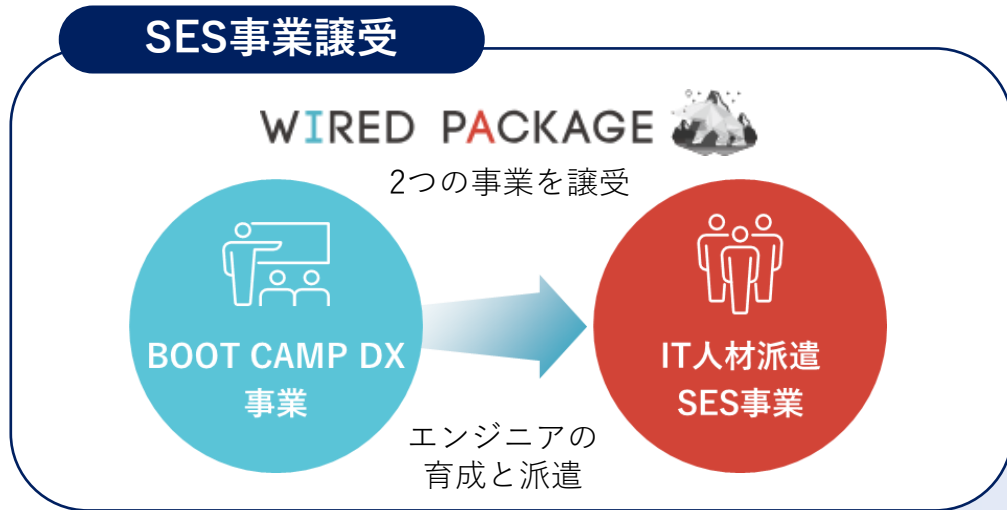 SES事業譲受
WIRED PACKAGE
2つの事業を譲受
BOOT CAMP DX
事業
エンジニアの
育成と派遣
IT人材派遣
SES事業